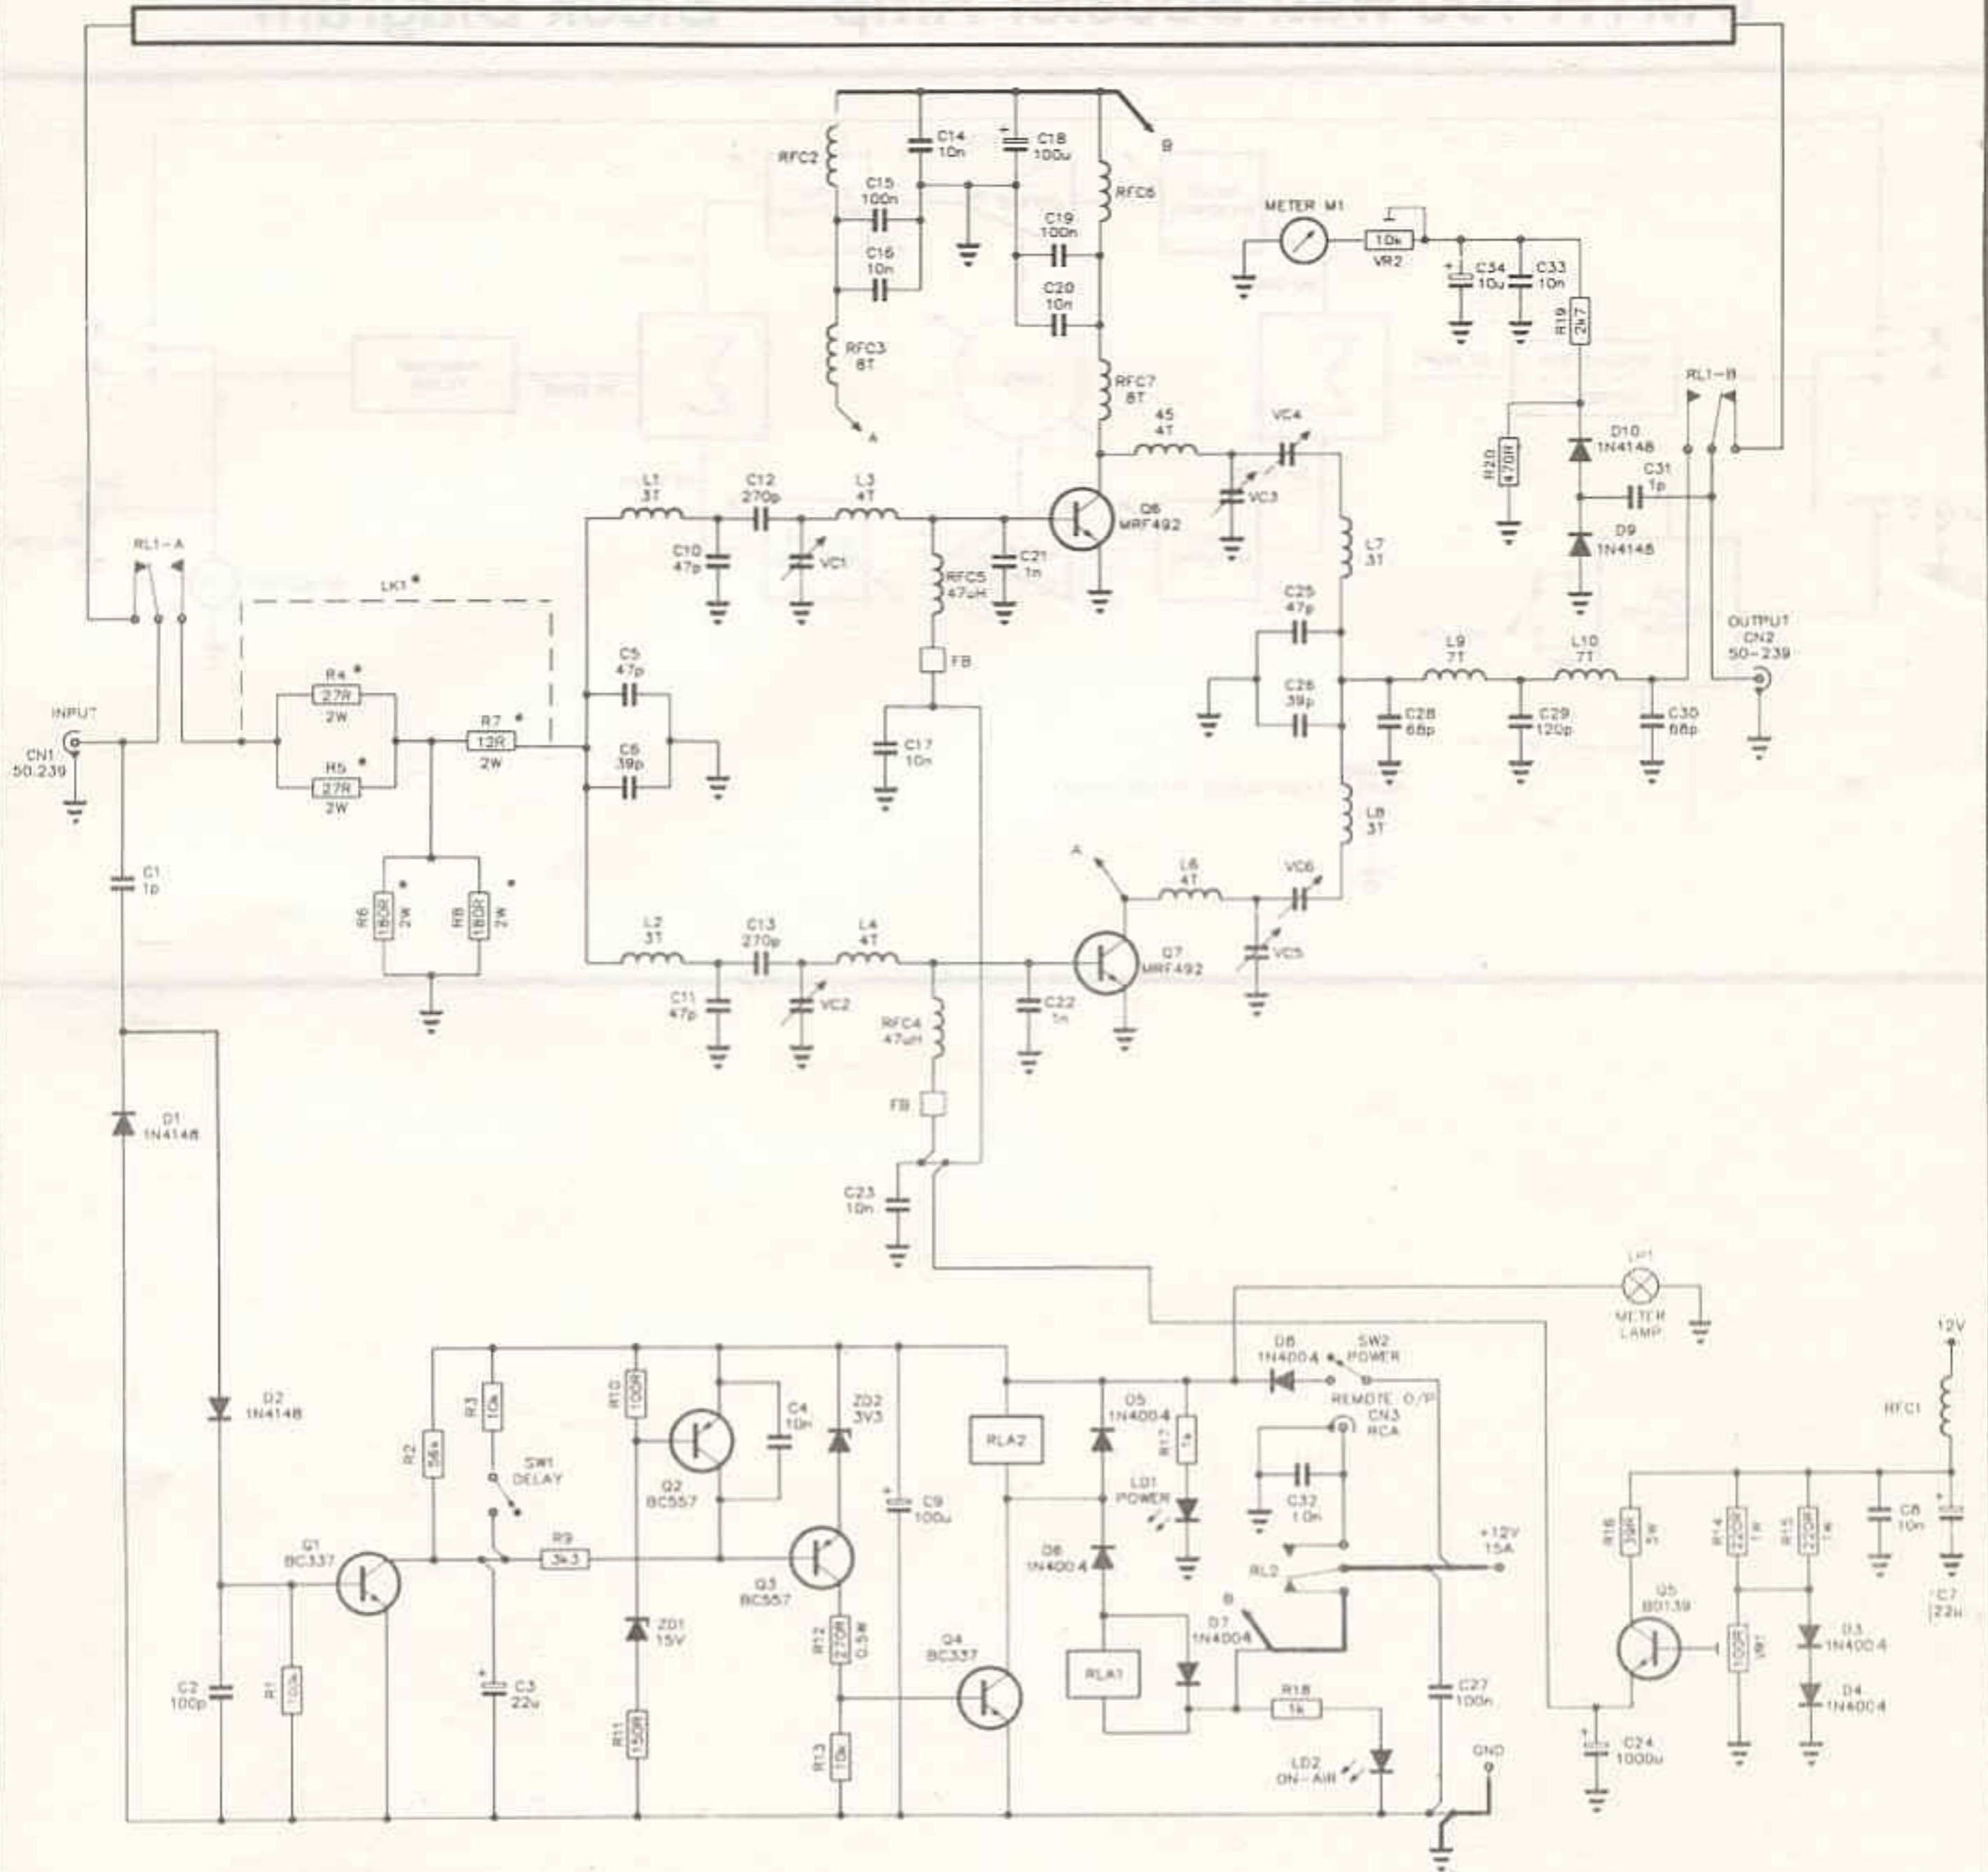 RFC2
C14
10n
C18
100u
B
C15
100n
RFC6
METER M1
C19
100n
10k
VR2
C16
10n
C34
10u
C33
10n
C20
10n
R19
2k7
RFC3
8T
RFC7
8T
RL1-B
A
45
4T
VC4
D10
1N4148
R20
470R
C31
1p
L1
3T
C12
270p
L3
4T
VC3
Q6
MRF492
D9
1N4148
RL1-A
C10
47p
VC1
C21
1n
L7
3T
LK1*
RFC5
47uH
C25
47p
OUTPUT
CN2
50-239
L9
7T
L10
7T
C5
47p
FB
R4*
27R
2W
C26
39p
INPUT
R7*
12R
2W
C28
68p
C29
120p
C30
68p
CN1
50.239
C6
39p
C17
10n
R5*
27R
2W
L8
3T
A
C1
1p
L6
4T
VC6
R6
180R
2W
*
R8
180R
2W
*
L2
3T
C13
270p
L4
4T
Q7
MRF492
VC5
C11
47p
VC2
C22
1n
RFC4
47uH
D1
1N4148
FB
C23
10n
LP1
METER
LAMP
12V
D8
1N4004
SW2
POWER
D2
1N4148
R3
10k
R10
100R
C4
10n
ZD2
3V3
D5
1N4004
REMOTE O/P
CN3
RCA
RFC1
R2
56k
RLA2
R17
1k
SW1
DELAY
Q2
BC557
LD1
POWER
C9
100u
C32
10n
R16
39R
5W
R14
220R
1W
R15
220R
1W
C8
10n
Q1
BC337
R9
3k3
+12V
15A
D6
1N4004
RL2
Q3
BC557
Q5
BD139
C7
22u
B
D7
1N4004
ZD1
15V
R12
270R
0.5W
100R
VR1
D3
1N4004
Q4
BC337
RLA1
C2
100p
R1
100k
C3
22u
R18
1k
C27
100n
D4
1N4004
R11
150R
R13
10k
LD2
ON-AIR
GND
C24
1000u